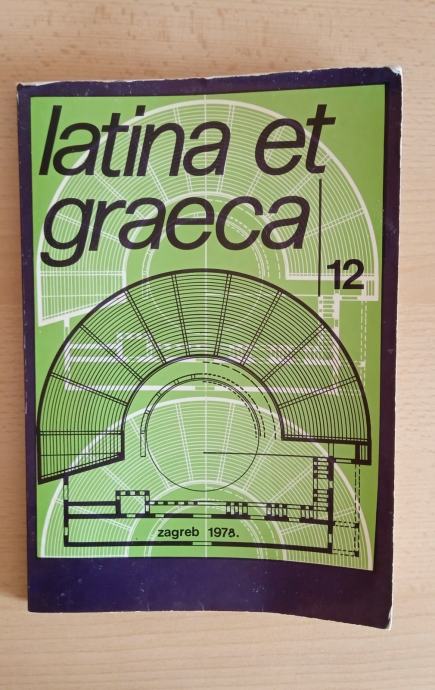 latina et
graeca
12
zagreb 1978.